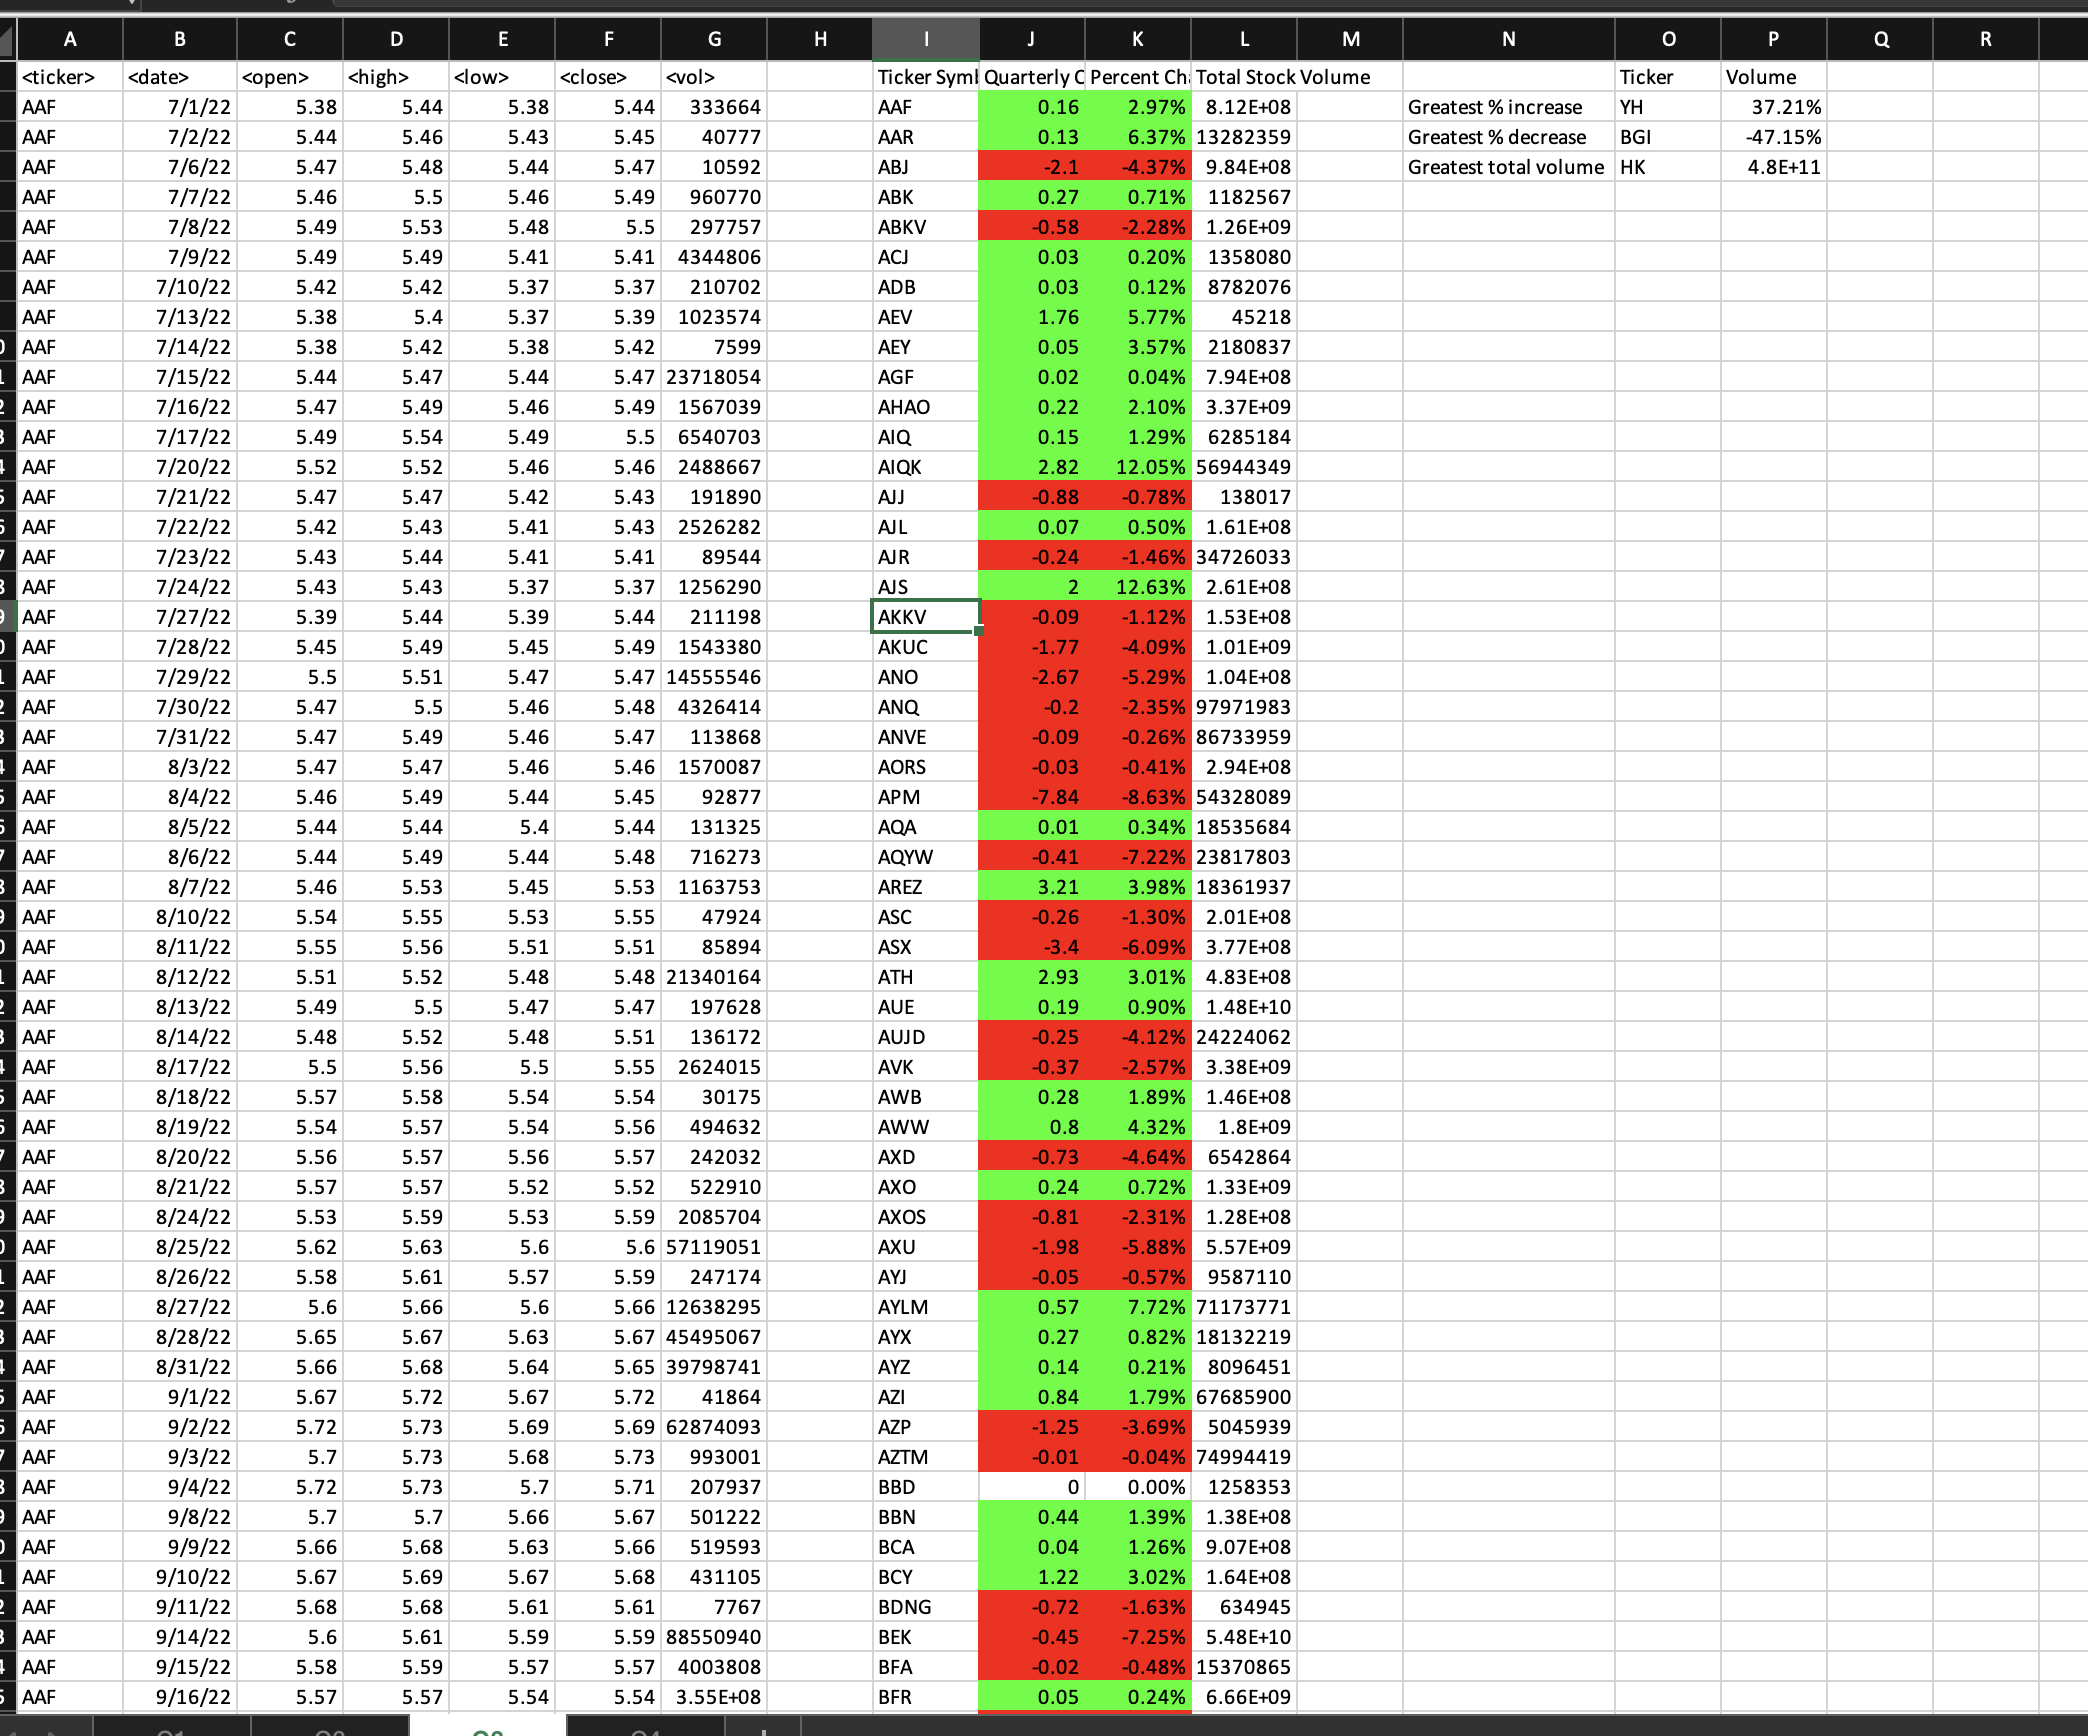 A B C D E F G H I J K L M N O P Q R
<ticker> <date> <open> <high> <low> <close> <vol> Ticker Quarterly Percent Total Stock Volume Ticker Volume
AAF 7/1/22 5.38 5.44 5.38 5.44 333664 AAF 0.16 2.97% 8.12E+08 Greatest % increase YH 37.21%
AAF 7/2/22 5.44 5.46 5.43 5.45 40777 AAR 0.13 6.37% 13282359 Greatest % decrease BGI -47.15%
AAF 7/6/22 5.47 5.48 5.44 5.47 10592 ABJ -2.1 -4.37% 9.84E+08 Greatest total volume HK 4.8E+11
AAF 7/7/22 5.46 5.5 5.46 5.49 960770 ABK 0.27 0.71% 1182567
AAF 7/8/22 5.49 5.53 5.48 5.5 297757 ABKV -0.58 -2.28% 1.26E+09
AAF 7/9/22 5.49 5.49 5.41 5.41 4344806 ACJ 0.03 0.20% 1358080
AAF 7/10/22 5.42 5.42 5.37 5.37 210702 ADB 0.03 0.12% 8782076
AAF 7/13/22 5.38 5.4 5.37 5.39 1023574 AEV 1.76 5.77% 45218
AAF 7/14/22 5.38 5.42 5.38 5.42 7599 AEY 0.05 3.57% 2180837
AAF 7/15/22 5.44 5.47 5.44 5.47 23718054 AGF 0.02 0.04% 7.94E+08
AAF 7/16/22 5.47 5.49 5.46 5.49 1567039 AHAO 0.22 2.10% 3.37E+09
AAF 7/17/22 5.49 5.54 5.49 5.5 6540703 AIQ 0.15 1.29% 6285184
AAF 7/20/22 5.52 5.52 5.46 5.46 2488667 AIQK 2.82 12.05% 56944349
AAF 7/21/22 5.47 5.47 5.42 5.43 191890 AJJ -0.88 -0.78% 138017
AAF 7/22/22 5.42 5.43 5.41 5.43 2526282 AJL 0.07 0.50% 1.61E+08
AAF 7/23/22 5.43 5.44 5.41 5.41 89544 AJR -0.24 -1.46% 34726033
AAF 7/24/22 5.43 5.43 5.37 5.37 1256290 AJS 2 12.63% 2.61E+08
AAF 7/27/22 5.39 5.44 5.39 5.44 211198 AKKV -0.09 -1.12% 1.53E+08
AAF 7/28/22 5.45 5.49 5.45 5.49 1543380 AKUC -1.77 -4.09% 1.01E+09
AAF 7/29/22 5.5 5.51 5.47 5.47 14555546 ANO -2.67 -5.29% 1.04E+08
AAF 7/30/22 5.47 5.5 5.46 5.48 4326414 ANQ -0.2 -2.35% 97971983
AAF 7/31/22 5.47 5.49 5.46 5.47 113868 ANVE -0.09 -0.26% 86733959
AAF 8/3/22 5.47 5.47 5.46 5.46 1570087 AORS -0.03 -0.41% 2.94E+08
AAF 8/4/22 5.46 5.49 5.44 5.45 92877 APM -7.84 -8.63% 54328089
AAF 8/5/22 5.44 5.44 5.4 5.44 131325 AQA 0.01 0.34% 18535684
AAF 8/6/22 5.44 5.49 5.44 5.48 716273 AQYW -0.41 -7.22% 23817803
AAF 8/7/22 5.46 5.53 5.45 5.53 1163753 AREZ 3.21 3.98% 18361937
AAF 8/10/22 5.54 5.55 5.53 5.55 47924 ASC -0.26 -1.30% 2.01E+08
AAF 8/11/22 5.55 5.56 5.51 5.51 85894 ASX -3.4 -6.09% 3.77E+08
AAF 8/12/22 5.51 5.52 5.48 5.48 21340164 ATH 2.93 3.01% 4.83E+08
AAF 8/13/22 5.49 5.5 5.47 5.47 197628 AUE 0.19 0.90% 1.48E+10
AAF 8/14/22 5.48 5.52 5.48 5.51 136172 AUJD -0.25 -4.12% 24224062
AAF 8/17/22 5.5 5.56 5.5 5.55 2624015 AVK -0.37 -2.57% 3.38E+09
AAF 8/18/22 5.57 5.58 5.54 5.54 30175 AWB 0.28 1.89% 1.46E+08
AAF 8/19/22 5.54 5.57 5.54 5.56 494632 AWW 0.8 4.32% 1.8E+09
AAF 8/20/22 5.56 5.57 5.56 5.57 242032 AXD -0.73 -4.64% 6542864
AAF 8/21/22 5.57 5.57 5.52 5.52 522910 AXO 0.24 0.72% 1.33E+09
AAF 8/24/22 5.53 5.59 5.53 5.59 2085704 AXOS -0.81 -2.31% 1.28E+08
AAF 8/25/22 5.62 5.63 5.6 5.6 57119051 AXU -1.98 -5.88% 5.57E+09
AAF 8/26/22 5.58 5.61 5.57 5.59 247174 AYJ -0.05 -0.57% 9587110
AAF 8/27/22 5.6 5.66 5.6 5.66 12638295 AYLM 0.57 7.72% 71173771
AAF 8/28/22 5.65 5.67 5.63 5.67 45495067 AYX 0.27 0.82% 18132219
AAF 8/31/22 5.66 5.68 5.64 5.65 39798741 AYZ 0.14 0.21% 8096451
AAF 9/1/22 5.67 5.72 5.67 5.72 41864 AZI 0.84 1.79% 67685900
AAF 9/2/22 5.72 5.73 5.69 5.69 62874093 AZP -1.25 -3.69% 5045939
AAF 9/3/22 5.7 5.73 5.68 5.73 993001 AZTM -0.01 -0.04% 74994419
AAF 9/4/22 5.72 5.73 5.7 5.71 207937 BBD 0 0.00% 1258353
AAF 9/8/22 5.7 5.7 5.66 5.67 501222 BBN 0.44 1.39% 1.38E+08
AAF 9/9/22 5.66 5.68 5.63 5.66 519593 BCA 0.04 1.26% 9.07E+08
AAF 9/10/22 5.67 5.69 5.67 5.68 431105 BCY 1.22 3.02% 1.64E+08
AAF 9/11/22 5.68 5.68 5.61 5.61 7767 BDNG -0.72 -1.63% 634945
AAF 9/14/22 5.6 5.61 5.59 5.59 88550940 BEK -0.45 -7.25% 5.48E+10
AAF 9/15/22 5.58 5.59 5.57 5.57 4003808 BFA -0.02 -0.48% 15370865
AAF 9/16/22 5.57 5.57 5.54 5.54 3.55E+08 BFR 0.05 0.24% 6.66E+09